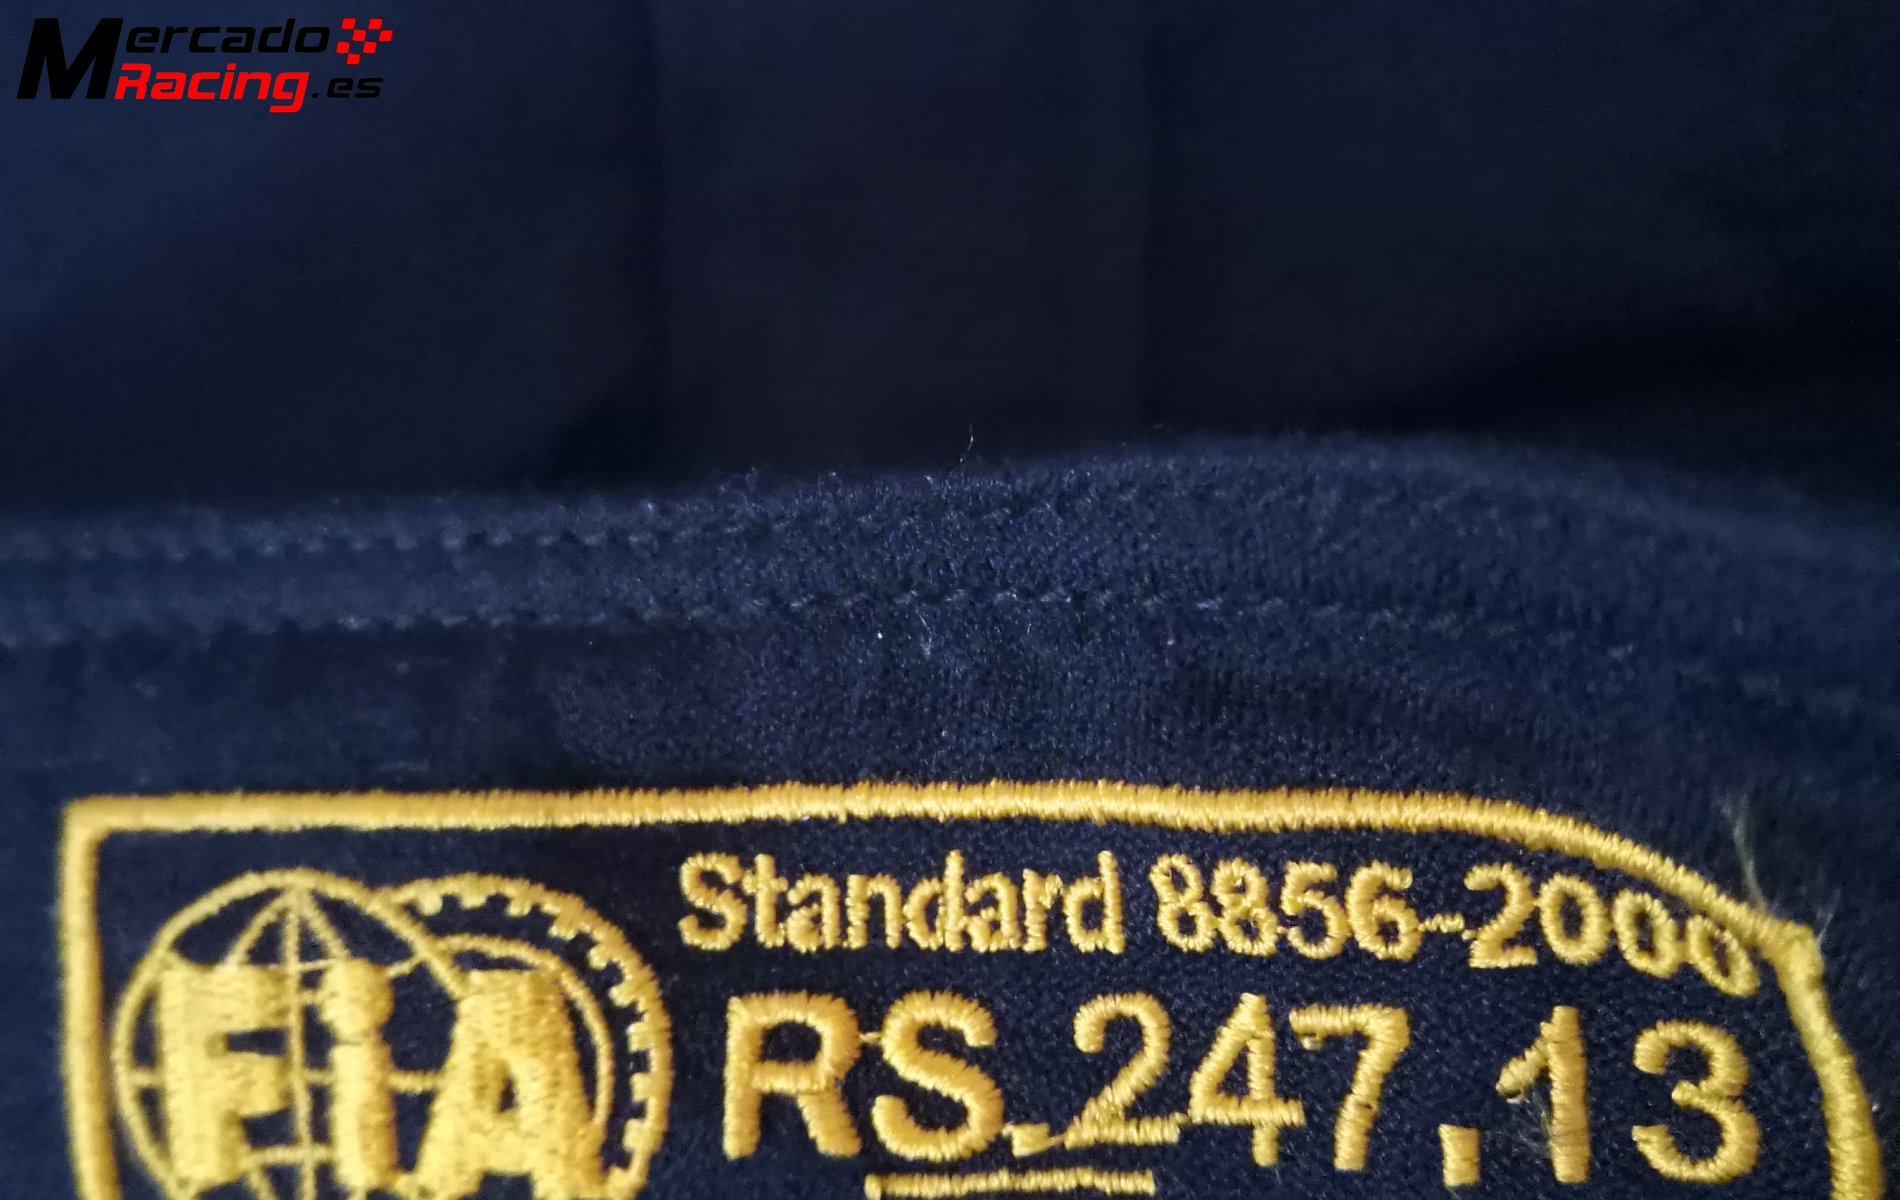 Mercado
Racing.es
FiA
Standard 8856-2000
RS.247.13